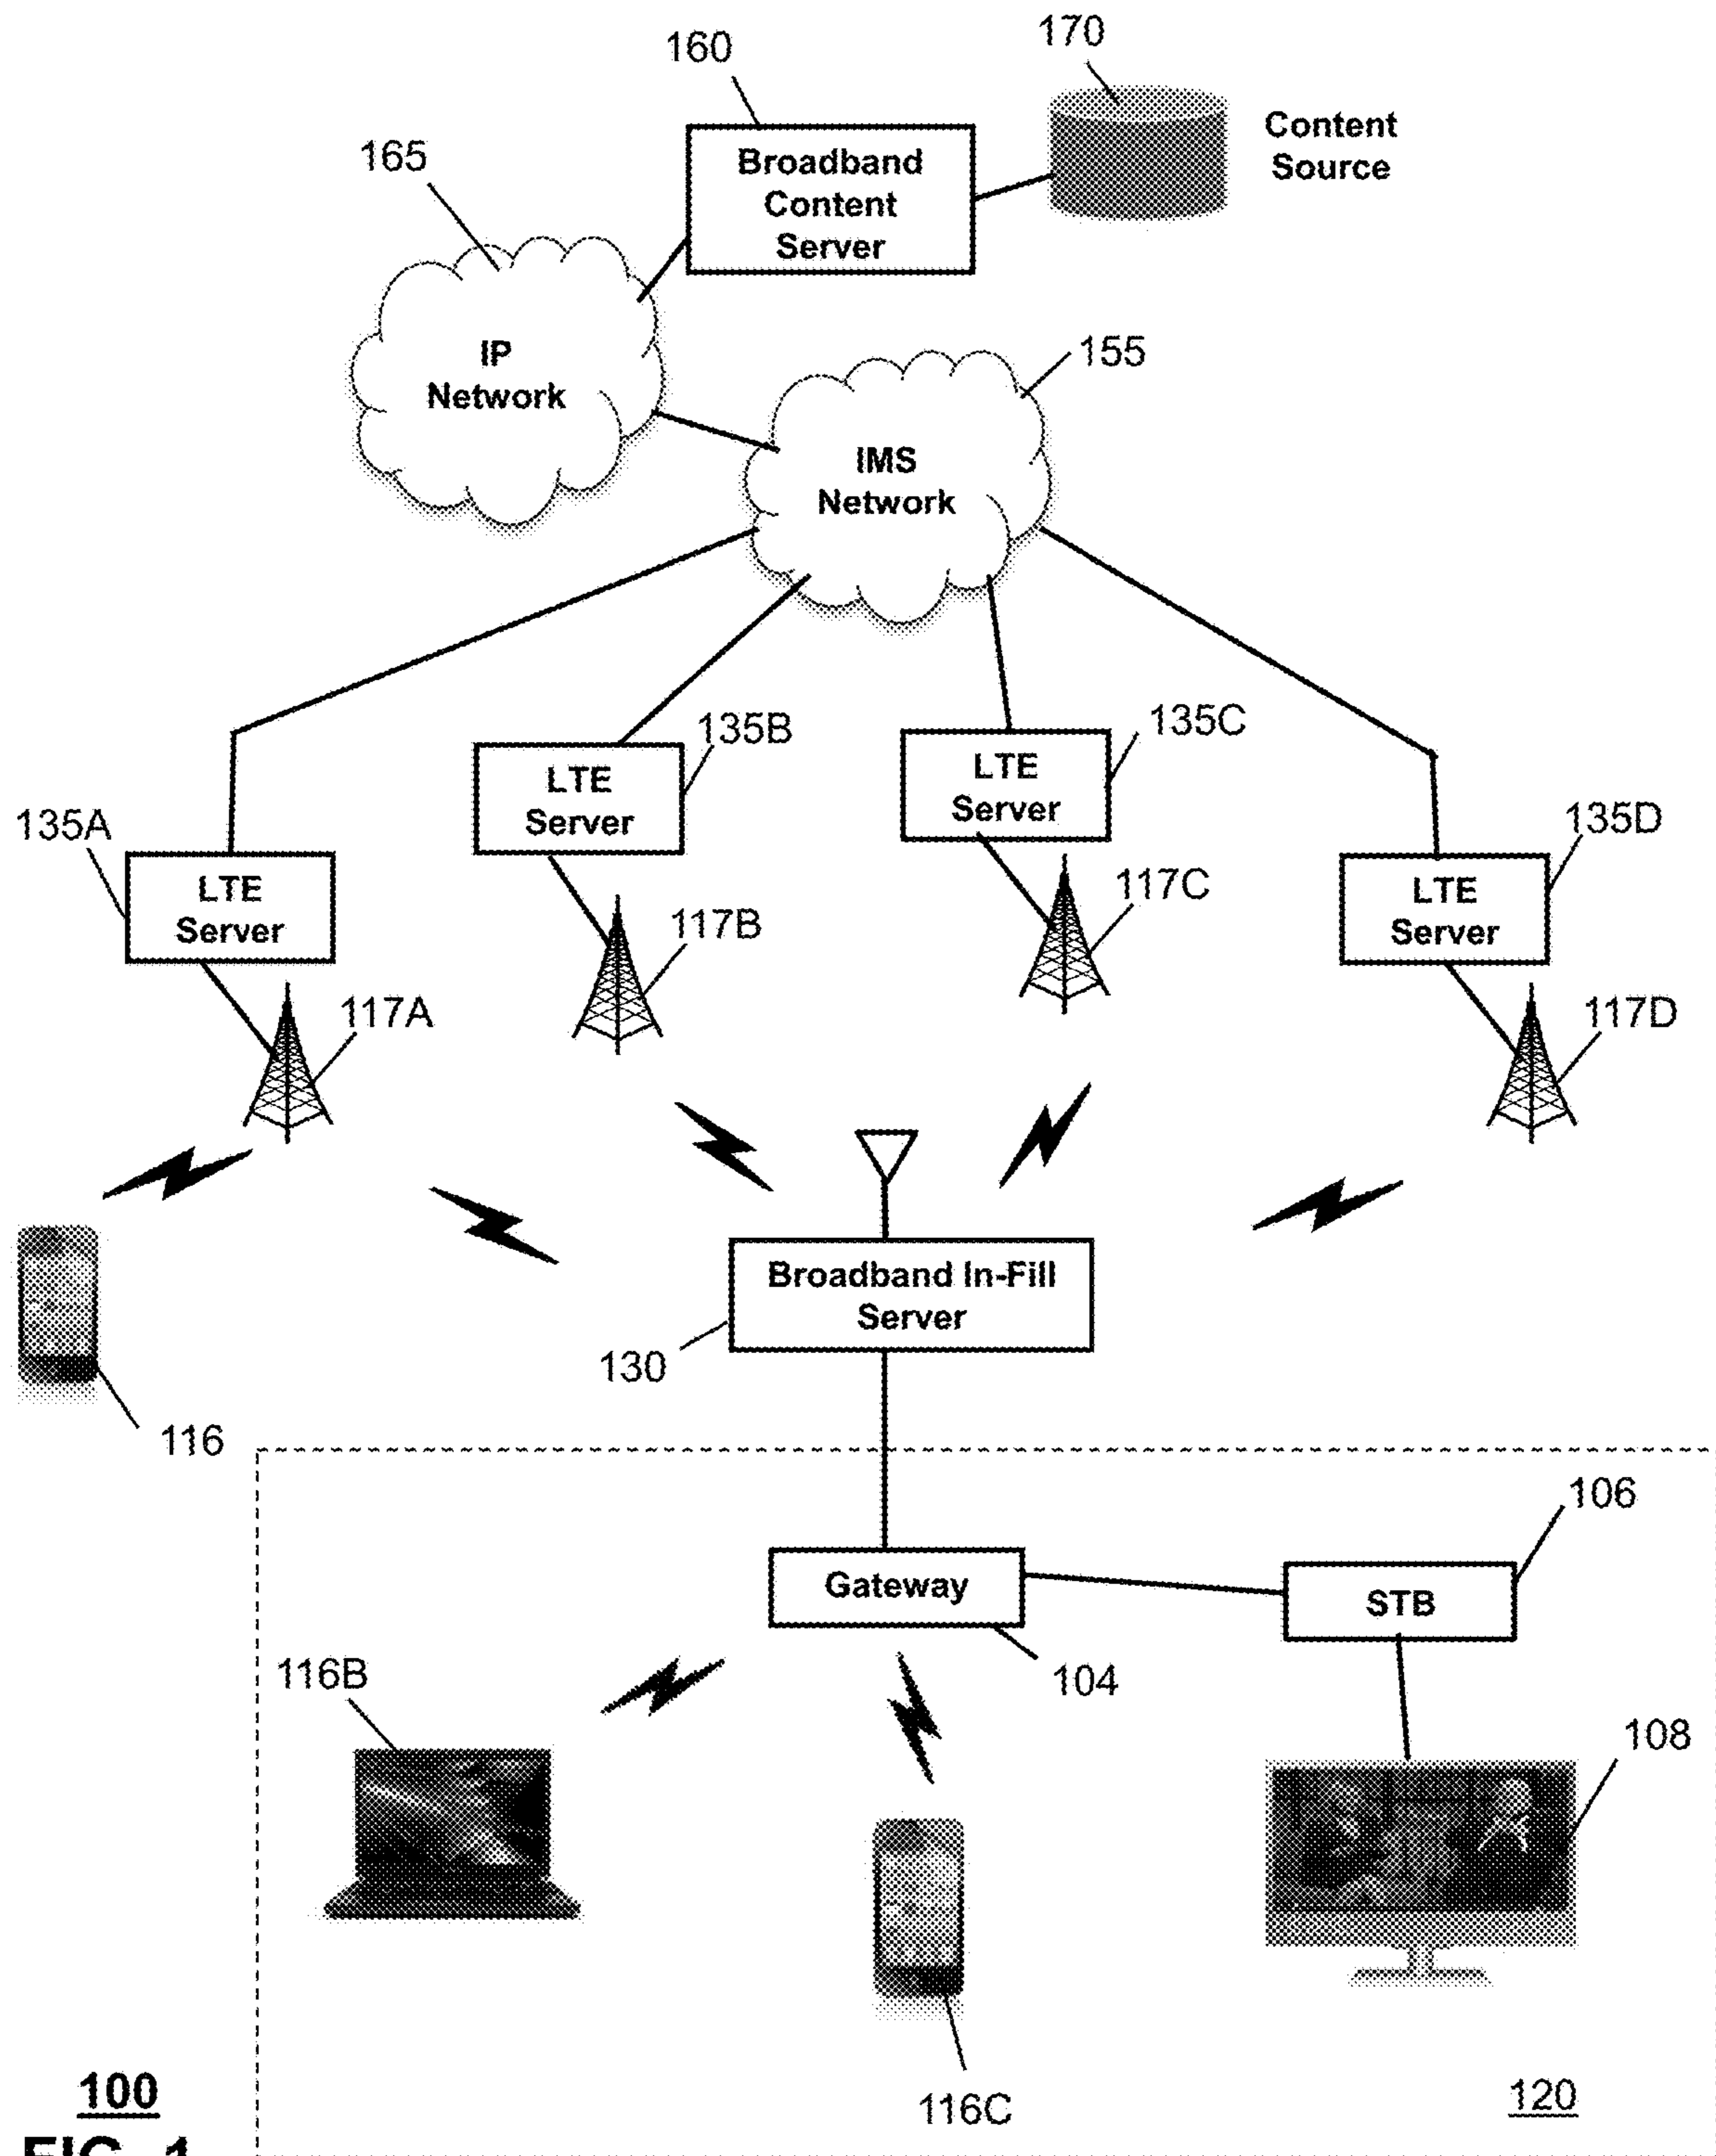 170
160
Content
Source
165
Broadband
Content
Server
155
IP
Network
IMS
Network
135B
135C
LTE
Server
LTE
Server
135A
135D
LTE
Server
117C
LTE
Server
117B
117A
117D
Broadband In-Fill
Server
130
116
106
Gateway
STB
116B
104
108
100
116C
120
FIG. 1